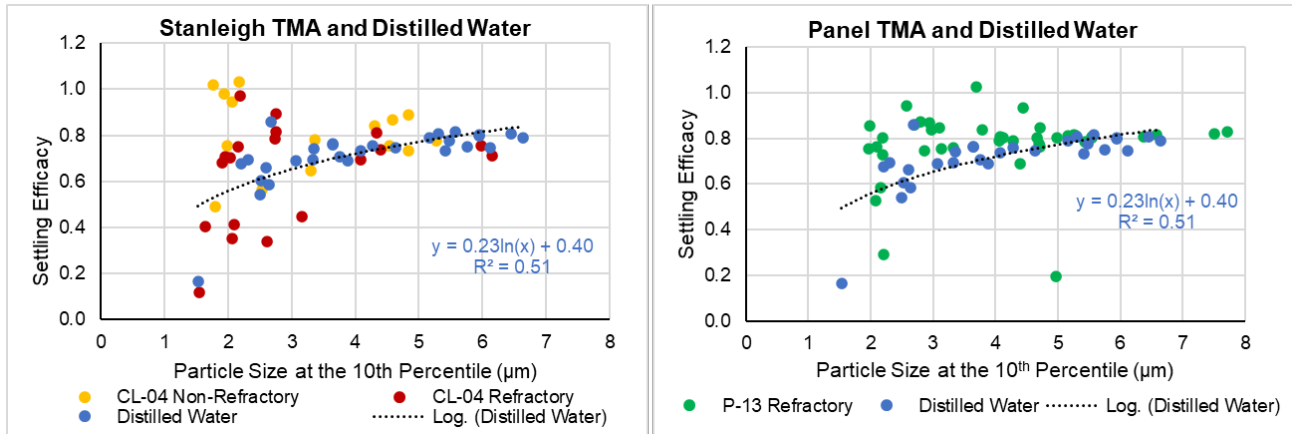 Stanleigh TMA and Distilled Water
1.2
1.0
0.8
0.6
0.4
0.2
0.0
Settling Efficacy
y = 0.23ln(x) + 0.40
R² = 0.51
0 1 2 3 4 5 6 7 8
Particle Size at the 10th Percentile (µm)
CL-04 Non-Refractory CL-04 Refractory
Distilled Water Log. (Distilled Water)
Panel TMA and Distilled Water
1.2
1.0
0.8
0.6
0.4
0.2
0.0
Settling Efficacy
y = 0.23ln(x) + 0.40
R² = 0.51
0 1 2 3 4 5 6 7 8
Particle Size at the 10th Percentile (µm)
P-13 Refractory Distilled Water Log. (Distilled Water)